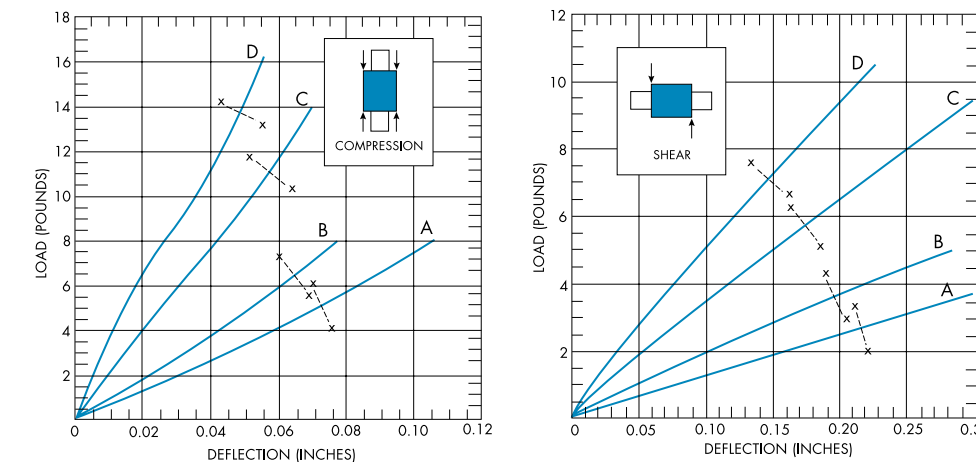 18
16
14
12
10
8
6
4
2
0
0.02
0.04
0.06
0.08
0.10
0.12
LOAD (POUNDS)
DEFLECTION (INCHES)
D
C
B
A
COMPRESSION
12
10
8
6
4
2
0
0.05
0.10
0.15
0.20
0.25
LOAD (POUNDS)
DEFLECTION (INCHES)
D
C
B
A
SHEAR